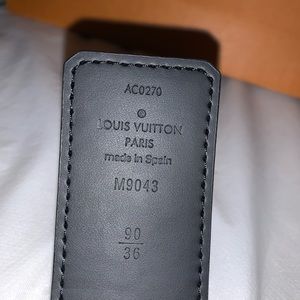 AC0270
®
LOUIS VUITTON
PARIS
made in Spain
M9043
90
36